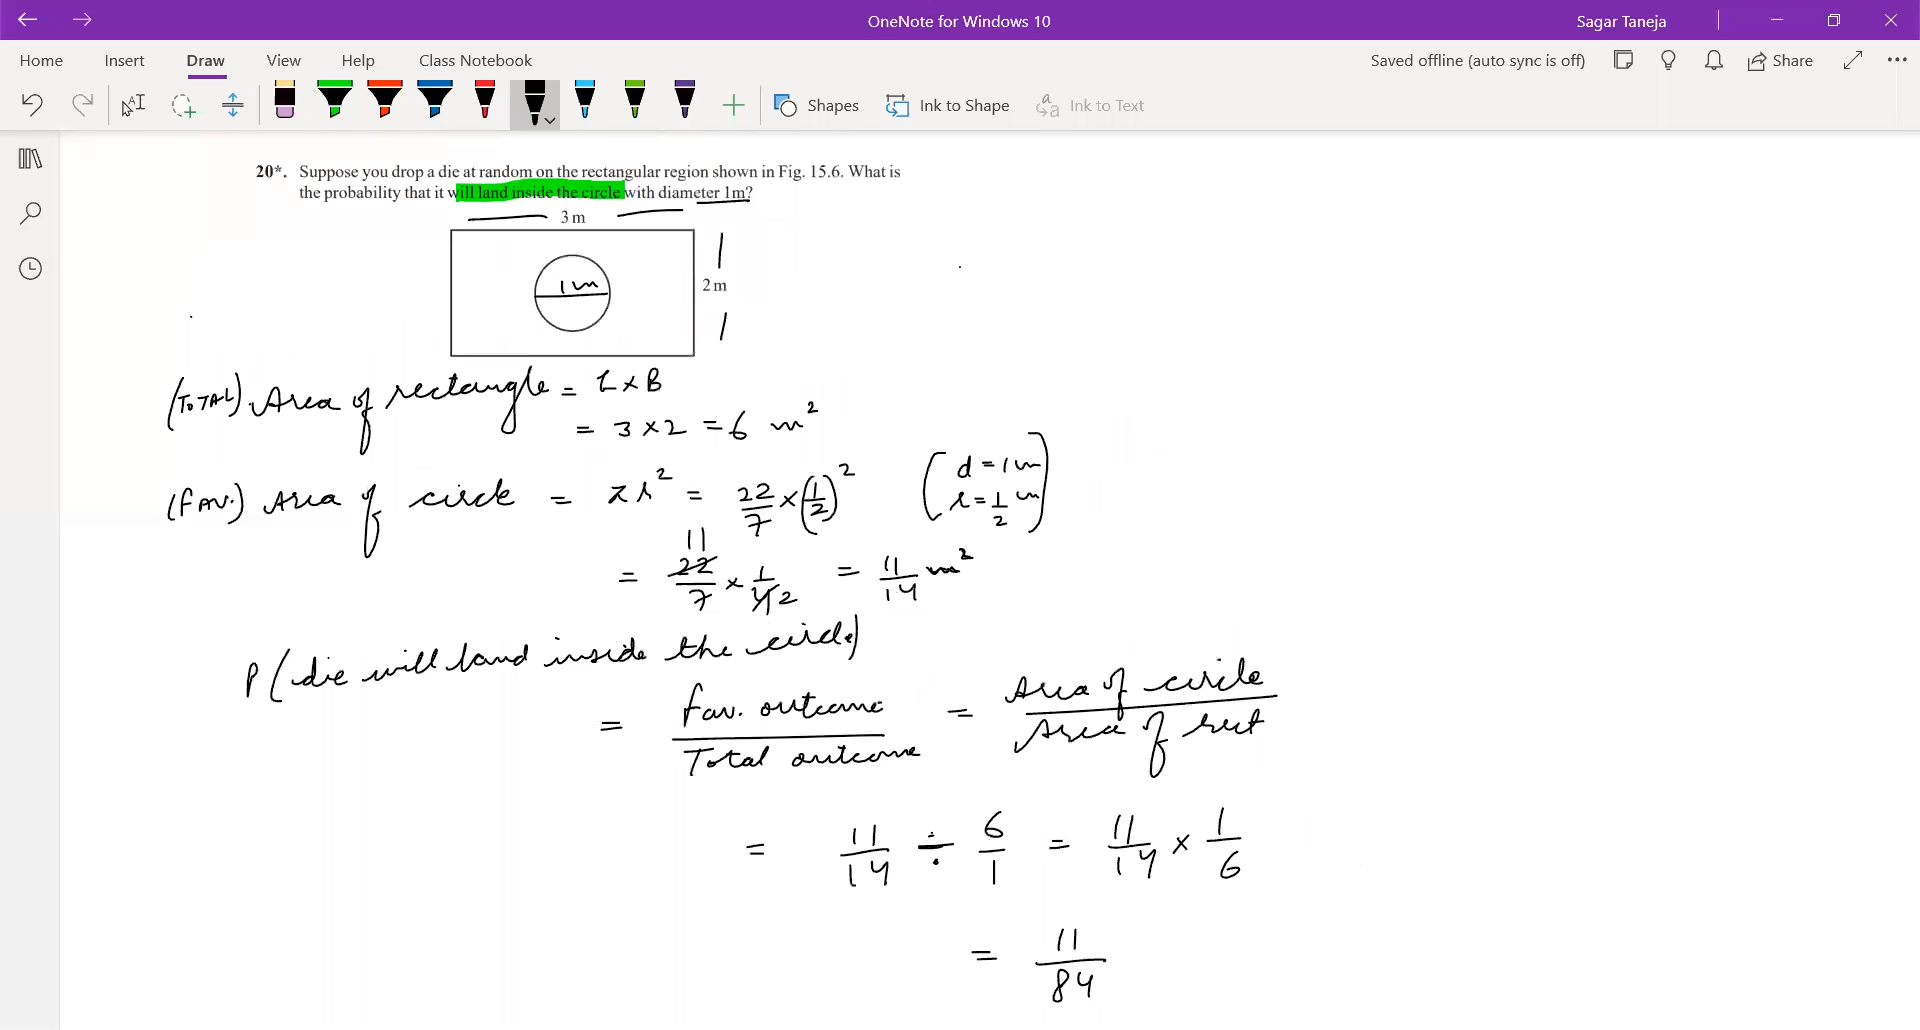 OneNote for Windows 10
Sagar Taneja
Home Insert Draw View Help Class Notebook
Saved offline (auto sync is off) Share
Shapes Ink to Shape Ink to Text
20*. Suppose you drop a die at random on the rectangular region shown in Fig. 15.6. What is
the probability that it will land inside the circle with diameter 1m?
3 m
1 m
2 m
(TOTAL) Area of rectangle = L × B
= 3 × 2 = 6 m²
(FAV.) Area of circle = πr² = 22/7 × (1/2)² (d = 1 m
r = 1/2 m)
11
= 22/7 × 1/4 2 = 11/14 m²
P (die will land inside the circle)
= Fav. outcome / Total outcome = Area of circle / Area of rect
= 11/14 ÷ 6/1 = 11/14 × 1/6
= 11/84